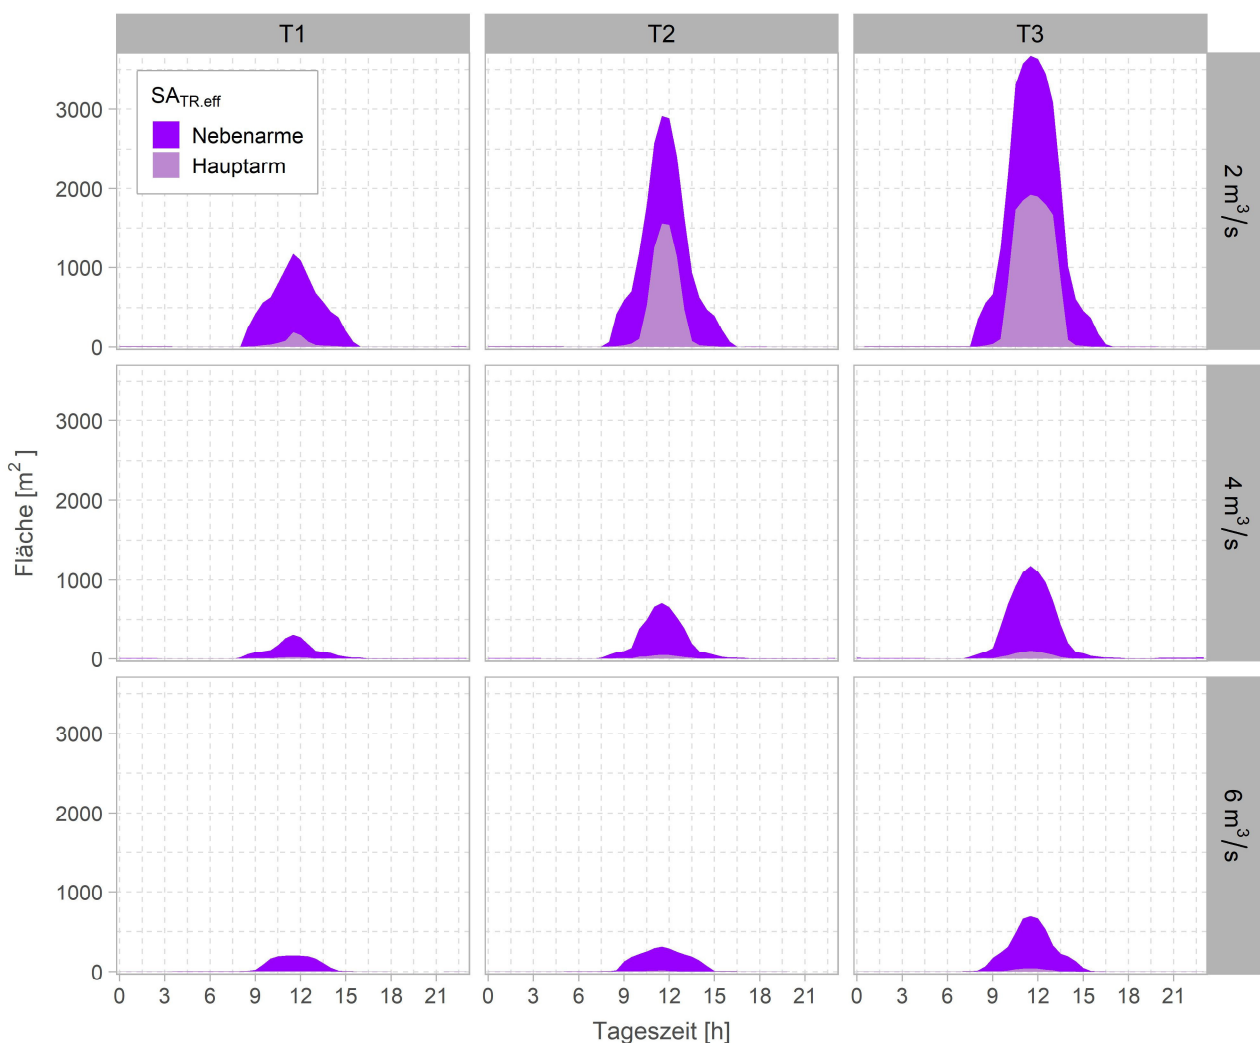 T1 T2 T3
SA_TR.eff
Nebenarme
Hauptarm
3000
2000
1000
0
2 m³/s
Fläche [m²]
3000
2000
1000
0
4 m³/s
3000
2000
1000
0
6 m³/s
0 3 6 9 12 15 18 21 0 3 6 9 12 15 18 21 0 3 6 9 12 15 18 21
Tageszeit [h]